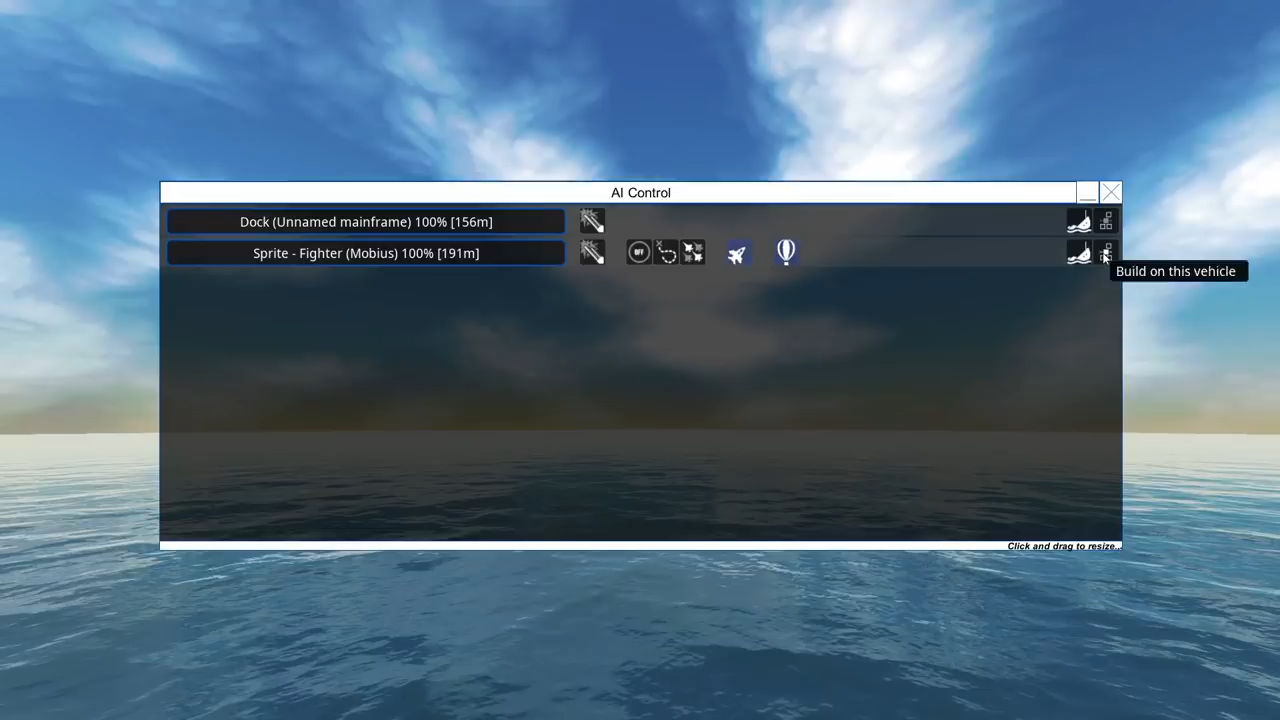 AI Control
Dock (Unnamed mainframe) 100% [156m]
Sprite - Fighter (Mobius) 100% [191m]
OFF
Build on this vehicle
Click and drag to resize..